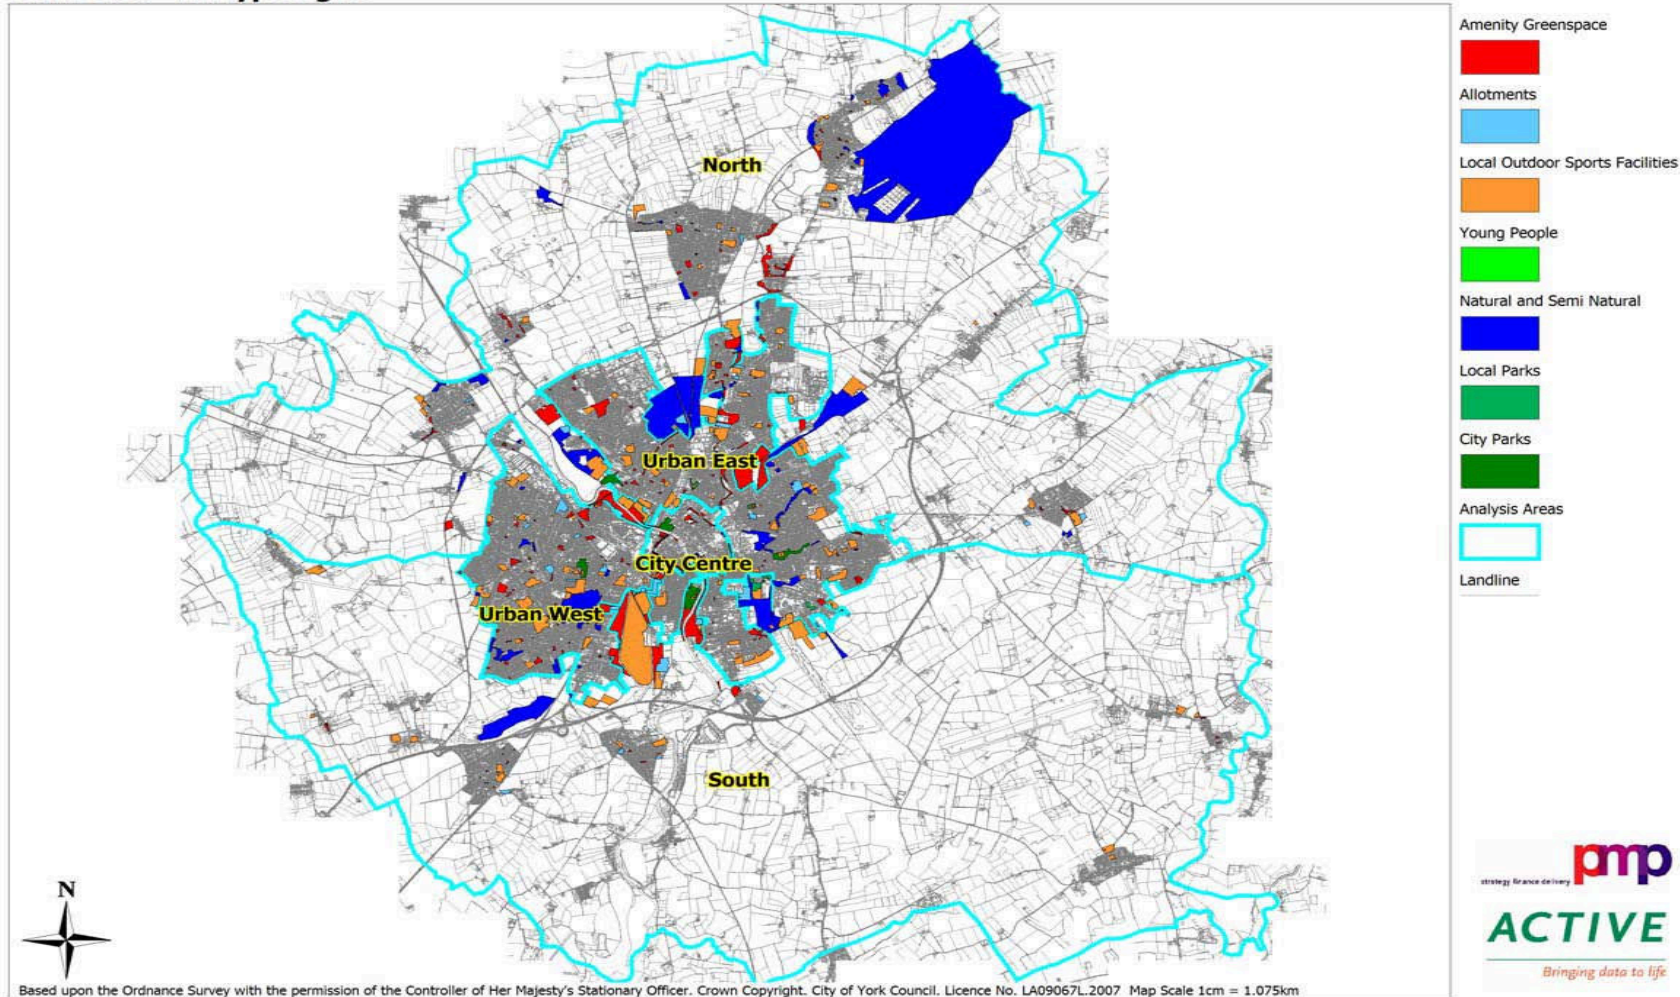 Amenity Greenspace
Allotments
Local Outdoor Sports Facilities
Young People
Natural and Semi Natural
Local Parks
City Parks
Analysis Areas
Landline
North
Urban East
City Centre
Urban West
South
N
pmp
strategy finance delivery
ACTIVE
Bringing data to life
Based upon the Ordnance Survey with the permission of the Controller of Her Majesty's Stationary Officer. Crown Copyright. City of York Council. Licence No. LA09067L.2007 Map Scale 1cm = 1.075km